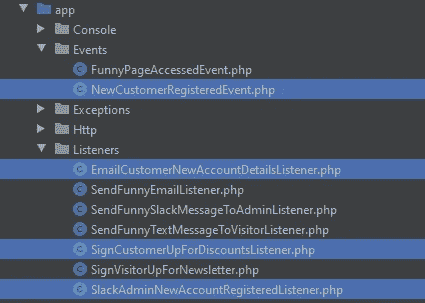 app
Console
Events
FunnyPageAccessedEvent.php
NewCustomerRegisteredEvent.php
Exceptions
Http
Listeners
EmailCustomerNewAccountDetailsListener.php
SendFunnyEmailListener.php
SendFunnySlackMessageToAdminListener.php
SendFunnyTextMessageToVisitorListener.php
SignCustomerUpForDiscountsListener.php
SignVisitorUpForNewsletter.php
SlackAdminNewAccountRegisteredListener.php